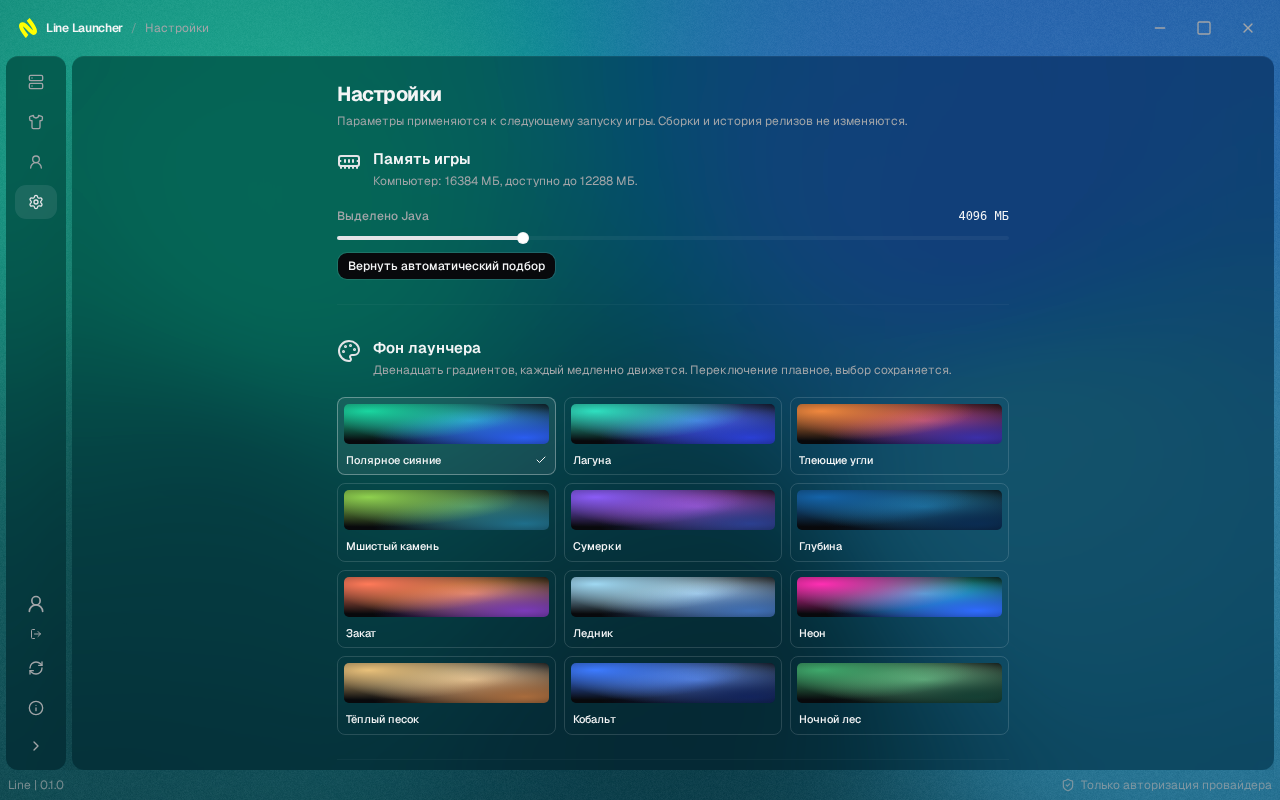 Line Launcher / Настройки
Настройки
Параметры применяются к следующему запуску игры. Сборки и история релизов не изменяются.
Память игры
Компьютер: 16384 МБ, доступно до 12288 МБ.
Выделено Java 4096 МБ
Вернуть автоматический подбор
Фон лаунчера
Двенадцать градиентов, каждый медленно движется. Переключение плавное, выбор сохраняется.
Полярное сияние
Лагуна
Тлеющие угли
Мшистый камень
Сумерки
Глубина
Закат
Ледник
Неон
Тёплый песок
Кобальт
Ночной лес
Line | 0.1.0
Только авторизация провайдера